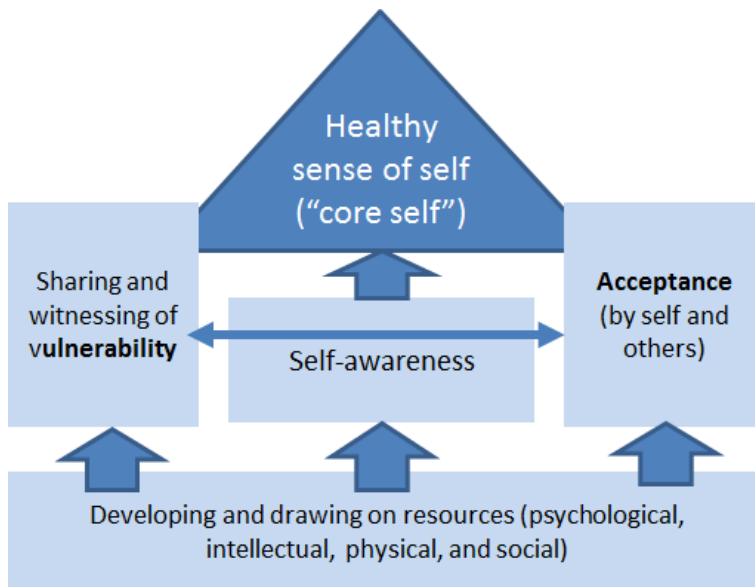 Healthy
sense of self
(“core self”)
Sharing and
witnessing of
vulnerability
Self-awareness
Acceptance
(by self and
others)
Developing and drawing on resources (psychological,
intellectual, physical, and social)